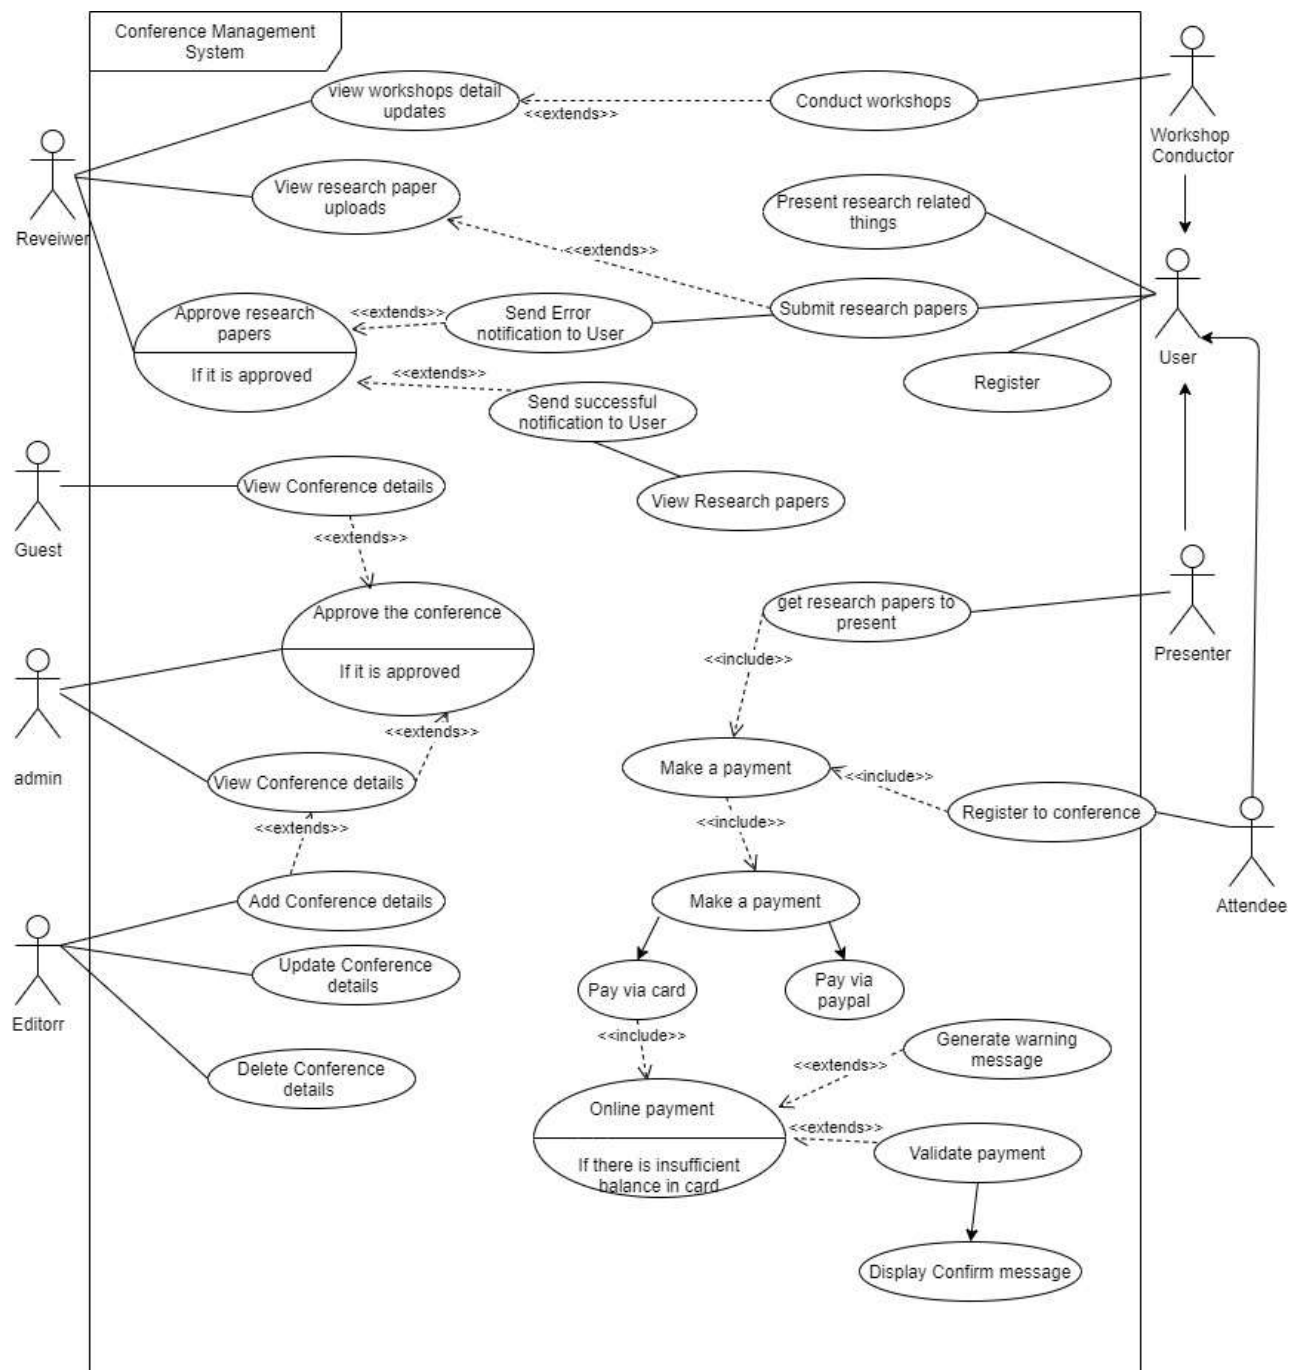 Conference Management
System
view workshops detail
updates
<<extends>>
Conduct workshops
Workshop
Conductor
Reveiwer
View research paper
uploads
Present research related
things
<<extends>>
Approve research
papers
If it is approved
<<extends>>
Send Error
notification to User
Submit research papers
User
<<extends>>
Register
Send successful
notification to User
View Research papers
Guest
View Conference details
<<extends>>
Approve the conference
If it is approved
get research papers to
present
Presenter
<<include>>
admin
<<extends>>
View Conference details
Make a payment
<<include>>
Register to conference
<<extends>>
<<include>>
Attendee
Add Conference details
Make a payment
Editorr
Update Conference
details
Pay via card
Pay via
paypal
Delete Conference
details
<<include>>
Generate warning
message
<<extends>>
Online payment
If there is insufficient
balance in card
<<extends>>
Validate payment
Display Confirm message